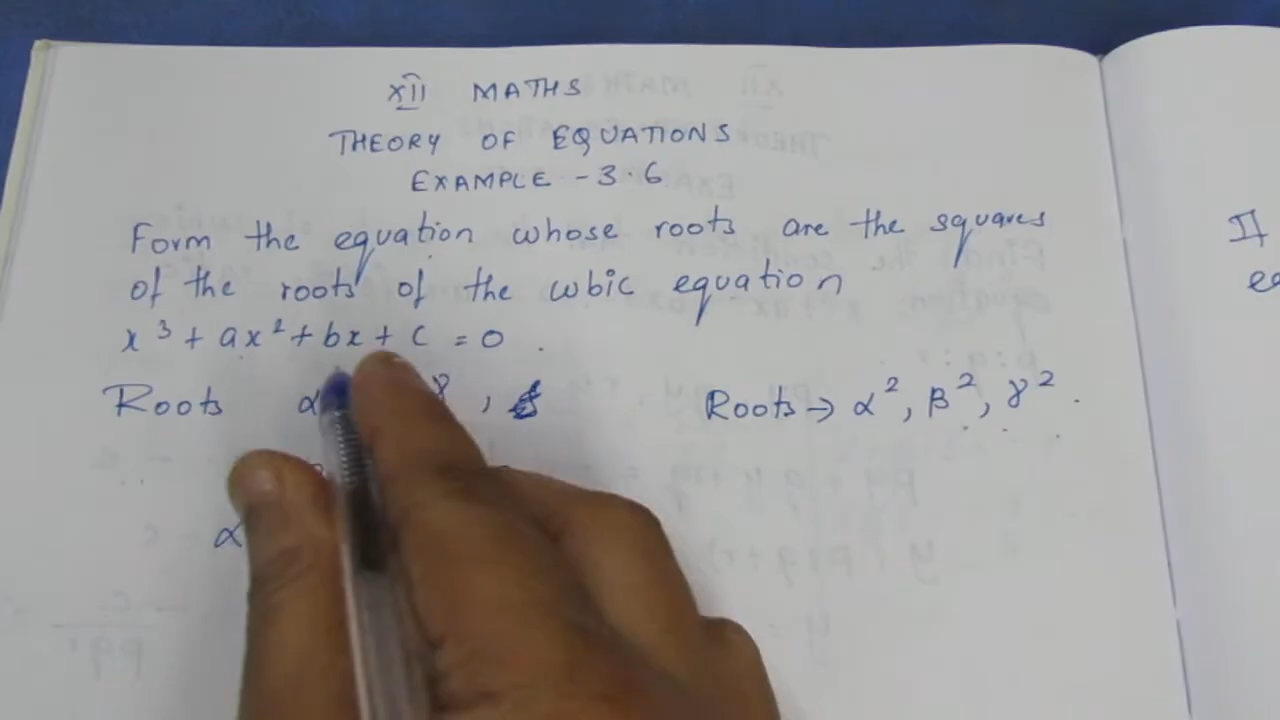 XII MATHS
THEORY OF EQUATIONS
EXAMPLE - 3.6
Form the equation whose roots are the squares
of the roots of the cubic equation
x³ + ax² + bx + c = 0 .
Roots α γ , Roots → α², β², γ² .
α
II